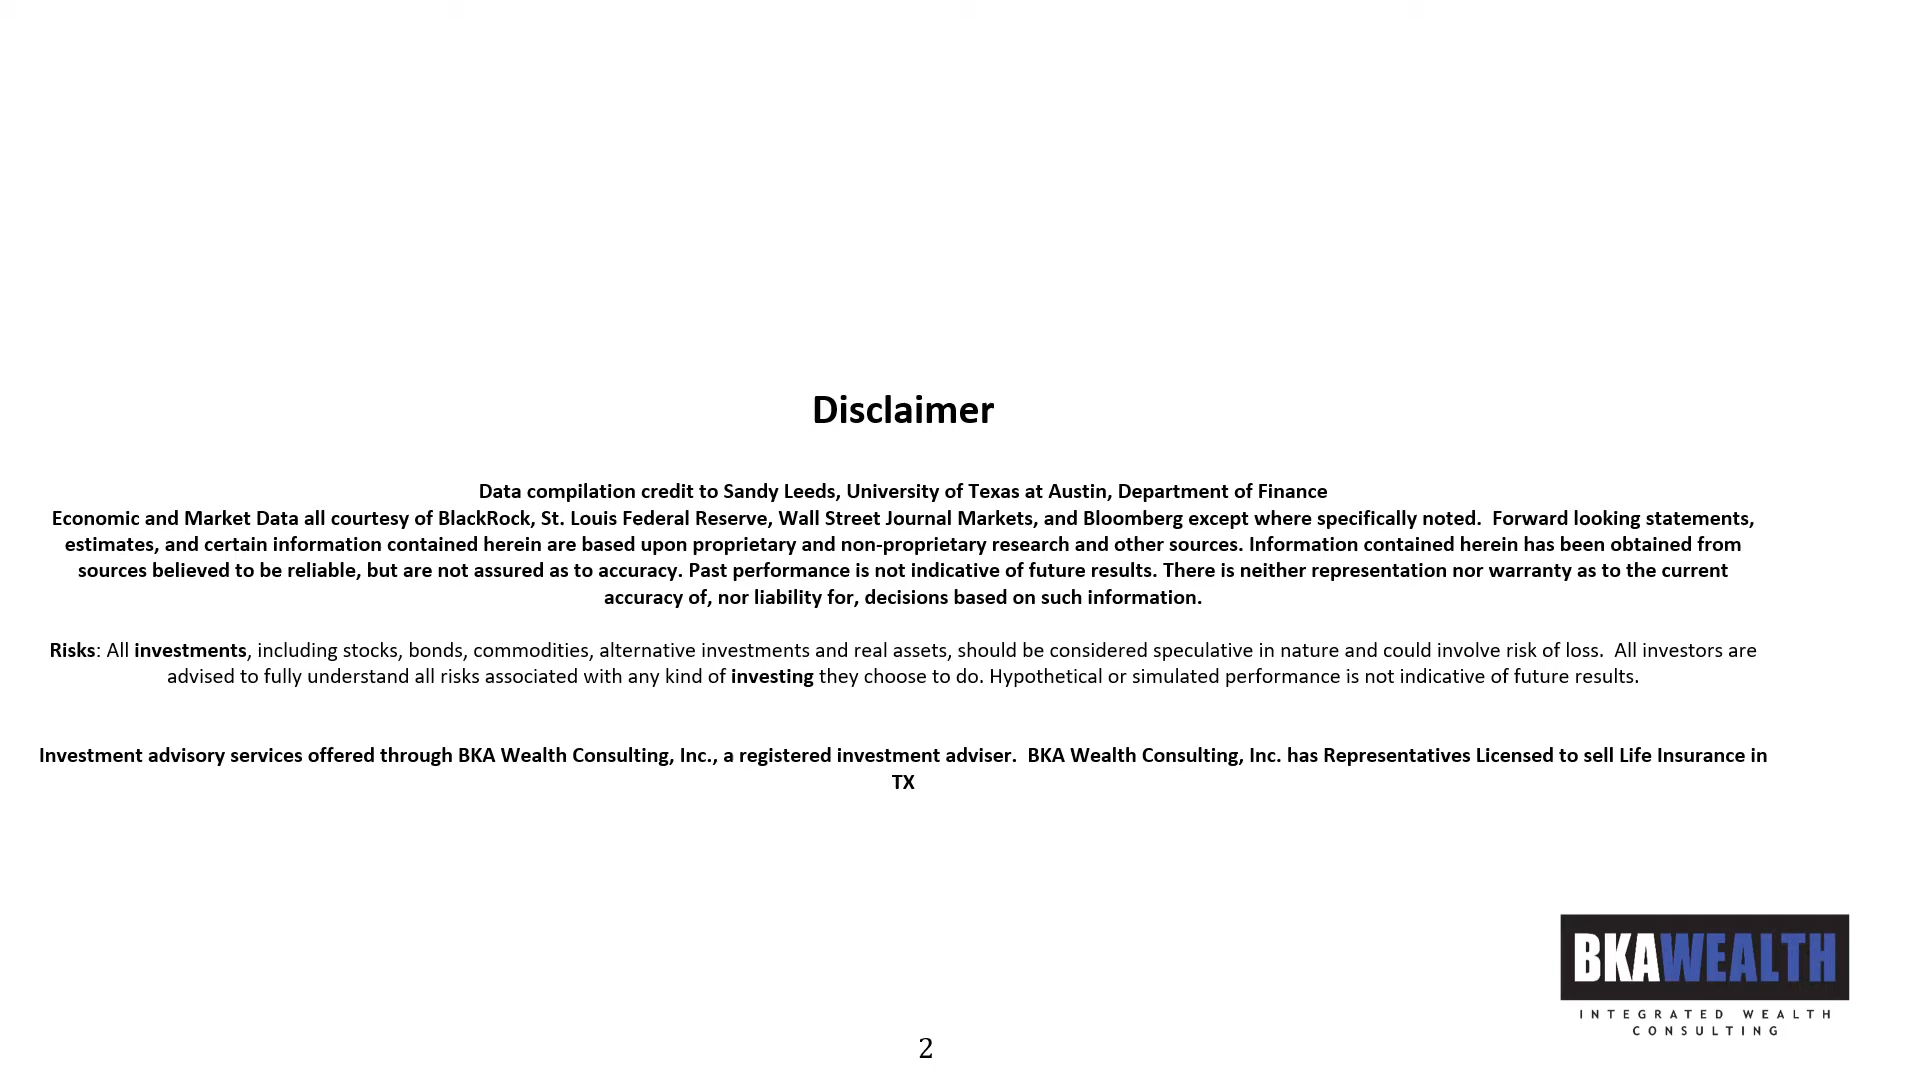 Disclaimer
Data compilation credit to Sandy Leeds, University of Texas at Austin, Department of Finance
Economic and Market Data all courtesy of BlackRock, St. Louis Federal Reserve, Wall Street Journal Markets, and Bloomberg except where specifically noted.  Forward looking statements,
estimates, and certain information contained herein are based upon proprietary and non-proprietary research and other sources. Information contained herein has been obtained from
sources believed to be reliable, but are not assured as to accuracy. Past performance is not indicative of future results. There is neither representation nor warranty as to the current
accuracy of, nor liability for, decisions based on such information.
Risks: All investments, including stocks, bonds, commodities, alternative investments and real assets, should be considered speculative in nature and could involve risk of loss.  All investors are
advised to fully understand all risks associated with any kind of investing they choose to do. Hypothetical or simulated performance is not indicative of future results.
Investment advisory services offered through BKA Wealth Consulting, Inc., a registered investment adviser.  BKA Wealth Consulting, Inc. has Representatives Licensed to sell Life Insurance in
TX
BKAWEALTH
INTEGRATED WEALTH
CONSULTING
2